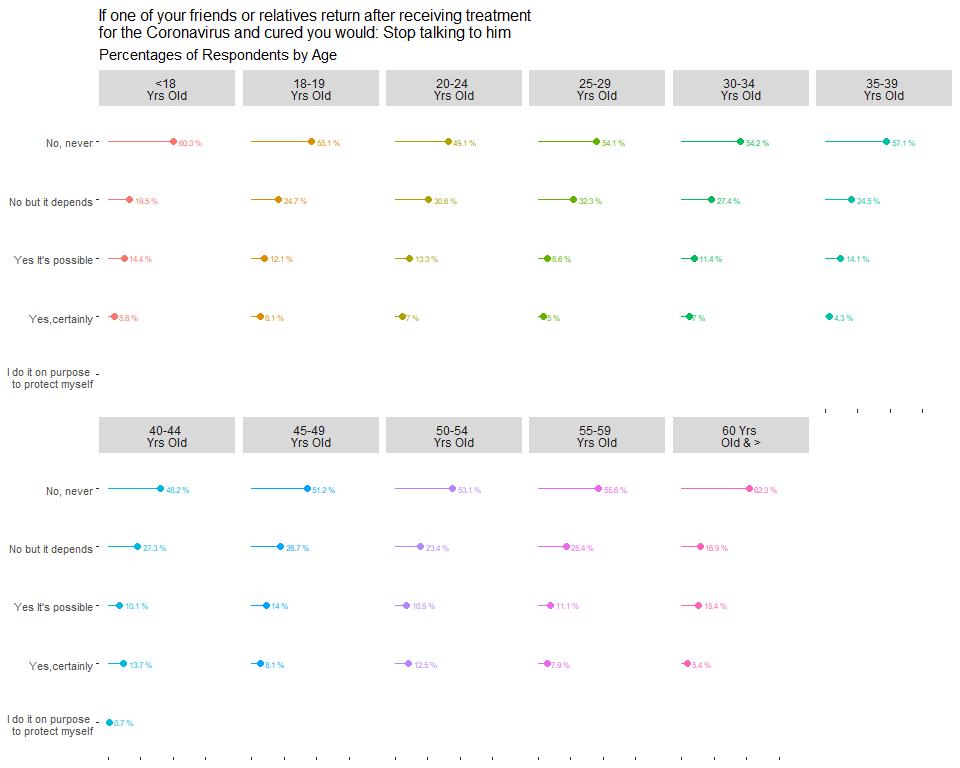 If one of your friends or relatives return after receiving treatment
for the Coronavirus and cured you would: Stop talking to him
Percentages of Respondents by Age
<18
Yrs Old
18-19
Yrs Old
20-24
Yrs Old
25-29
Yrs Old
30-34
Yrs Old
35-39
Yrs Old
No, never
60.3 %
55.1 %
49.1 %
54.1 %
54.2 %
57.1 %
No but it depends
19.5 %
24.7 %
30.6 %
32.3 %
27.4 %
24.5 %
Yes It's possible
14.4 %
12.1 %
13.3 %
8.6 %
11.4 %
14.1 %
Yes,certainly
5.8 %
8.1 %
7 %
5 %
7 %
4.3 %
I do it on purpose
to protect myself
40-44
Yrs Old
45-49
Yrs Old
50-54
Yrs Old
55-59
Yrs Old
60 Yrs
Old & >
No, never
48.2 %
51.2 %
53.1 %
55.6 %
62.3 %
No but it depends
27.3 %
26.7 %
23.4 %
25.4 %
16.9 %
Yes It's possible
10.1 %
14 %
10.9 %
11.1 %
15.4 %
Yes,certainly
13.7 %
8.1 %
12.5 %
7.9 %
5.4 %
I do it on purpose
to protect myself
0.7 %